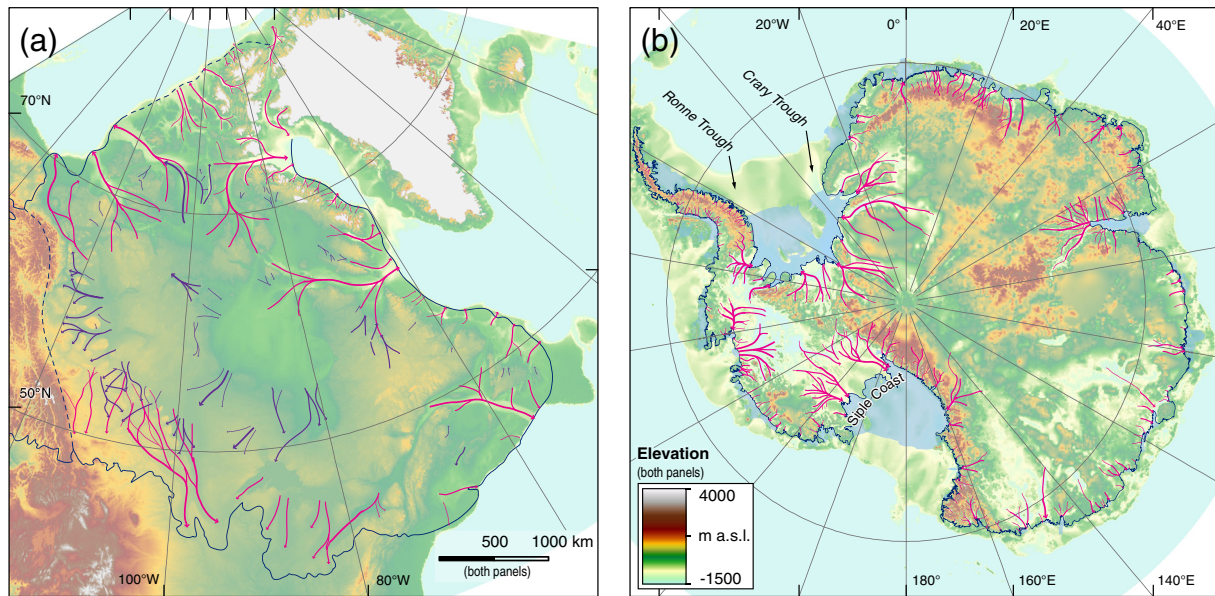 (a)
70°N
50°N
100°W
80°W
500 1000 km
(both panels)
(b)
20°W
0°
20°E
40°E
Crary Trough
Ronne Trough
Siple Coast
Elevation
(both panels)
4000
m a.s.l.
-1500
180°
160°E
140°E